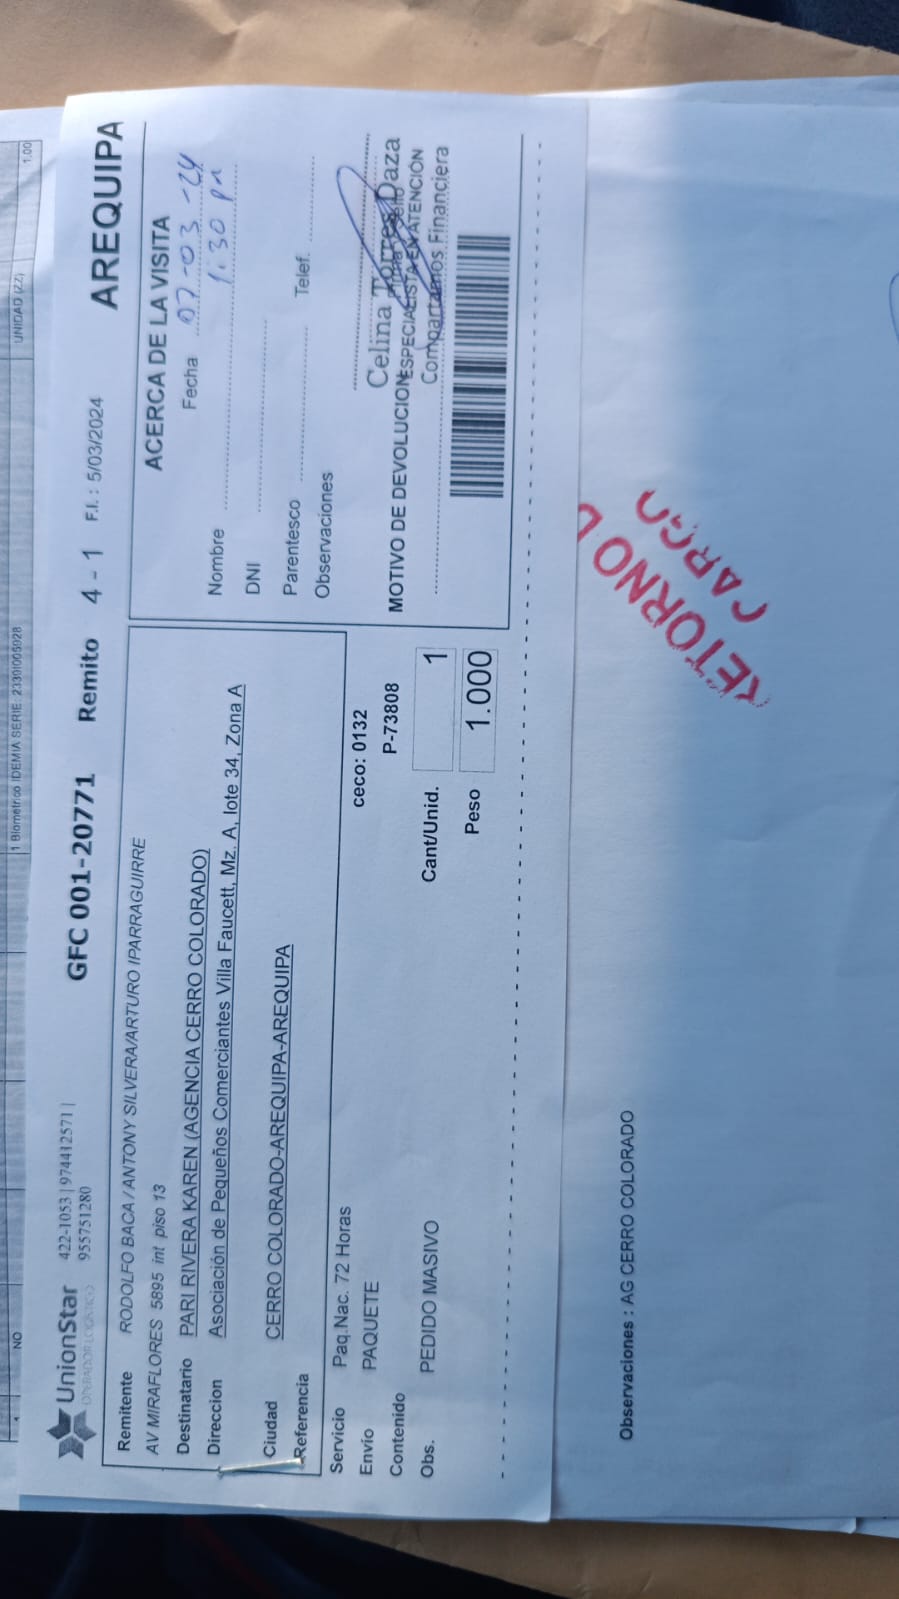 NO
1 Biometrico IDEMIA SERIE: 23301005928
UNIDAD (ZZ)
1.00
UnionStar
OPERADOR LOGISTICO
422-1053 | 974412571 |
955751280
GFC 001-20771
Remito 4 - 1 F.I.: 5/03/2024
AREQUIPA
Remitente RODOLFO BACA / ANTONY SILVERA/ARTURO IPARRAGUIRRE
AV MIRAFLORES 5895 int piso 13
Destinatario PARI RIVERA KAREN (AGENCIA CERRO COLORADO)
Direccion Asociación de Pequeños Comerciantes Villa Faucett, Mz. A, lote 34, Zona A
Ciudad CERRO COLORADO-AREQUIPA-AREQUIPA
Referencia
Servicio Paq.Nac. 72 Horas
ceco: 0132
Envío PAQUETE
Contenido P-73808
Obs. PEDIDO MASIVO
Cant/Unid. 1
Peso 1.000
ACERCA DE LA VISITA
Fecha 07-03-24
1:30 pm
Nombre
DNI
Parentesco Telef.
Observaciones
Celina Torres Daza
MOTIVO DE DEVOLUCION
ESPECIALISTA EN ATENCIÓN
Compartamos Financiera
RETORNO
CARGO
Observaciones : AG CERRO COLORADO